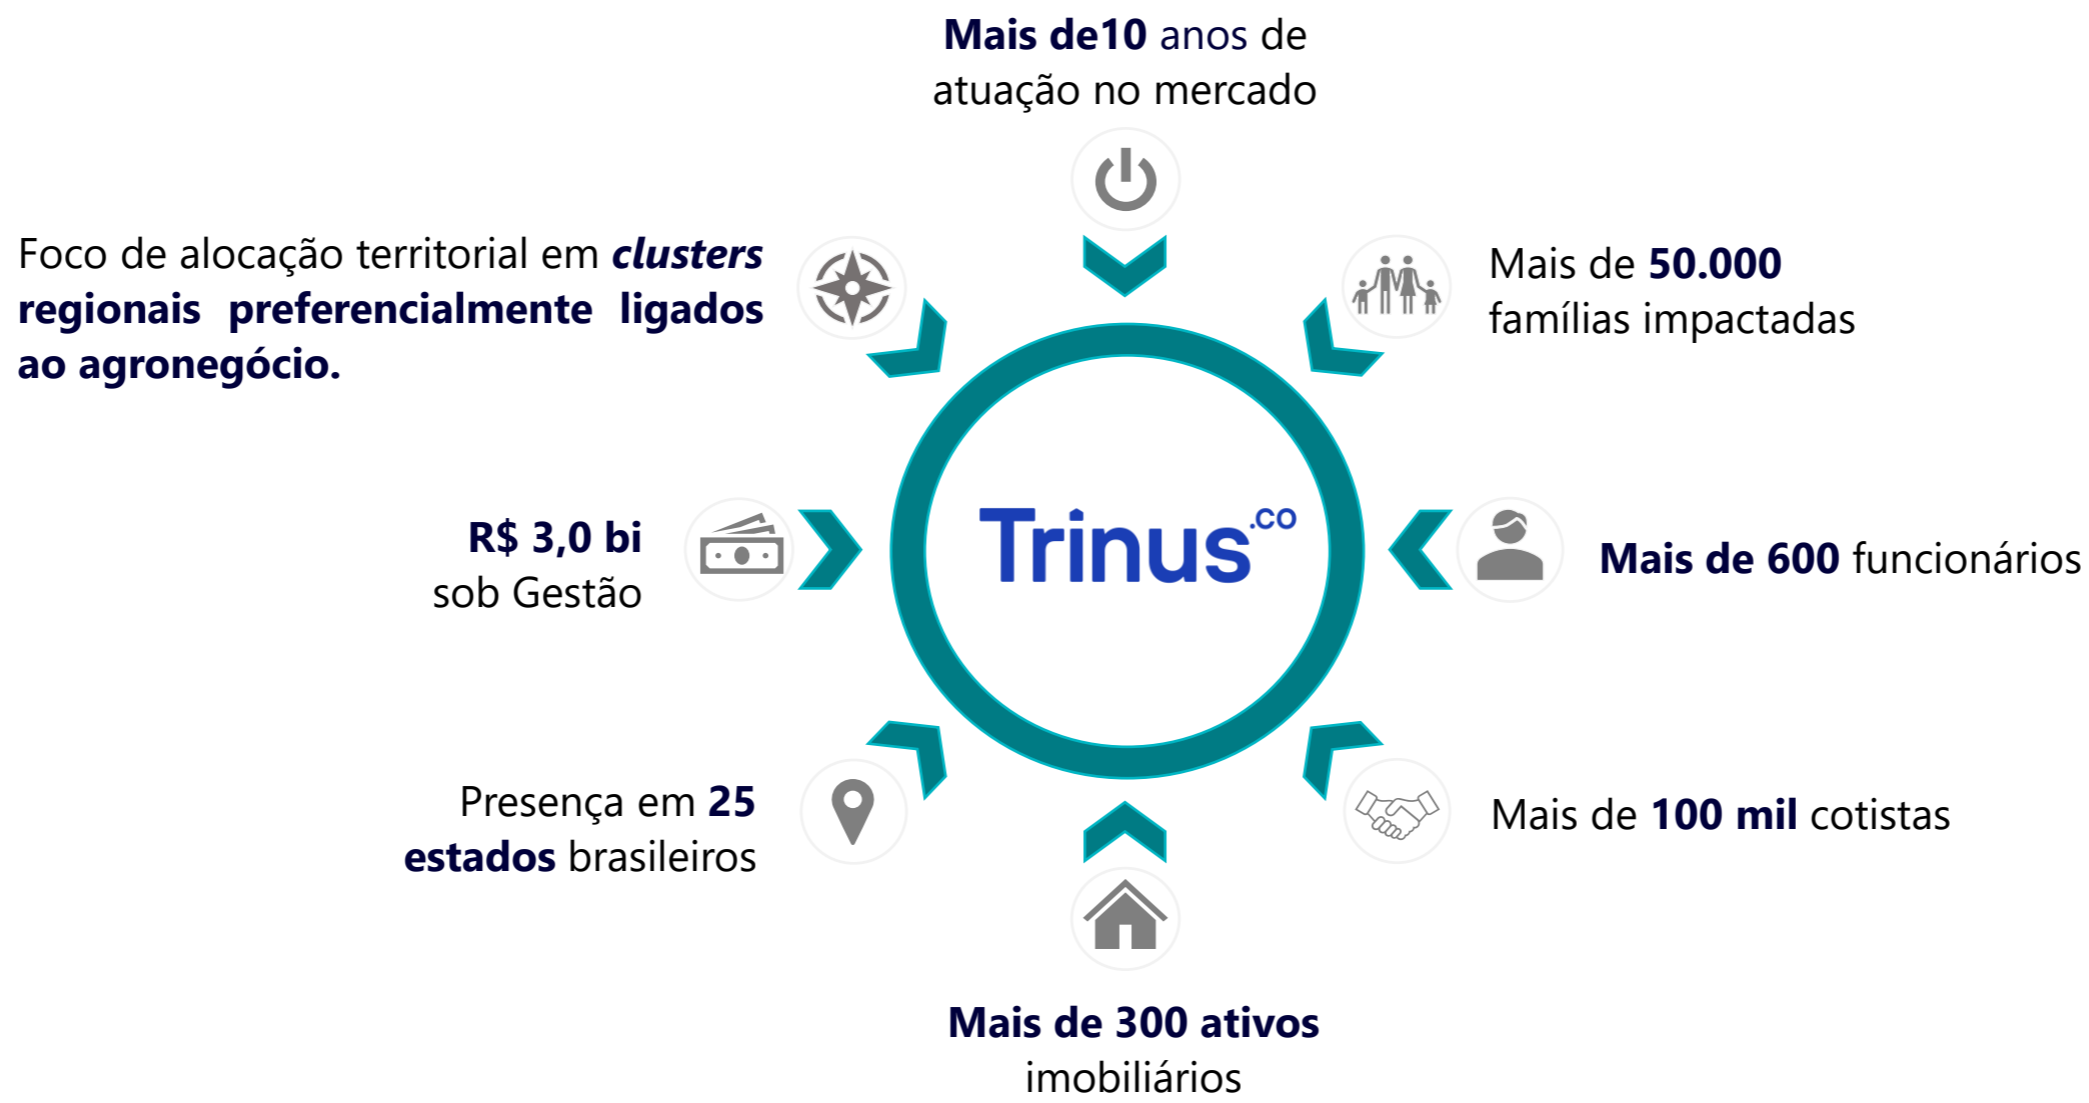 Mais de10 anos de
atuação no mercado
Foco de alocação territorial em clusters
regionais preferencialmente ligados
ao agronegócio.
Mais de 50.000
famílias impactadas
R$ 3,0 bi
sob Gestão
Trinus.co
Mais de 600 funcionários
Presença em 25
estados brasileiros
Mais de 100 mil cotistas
Mais de 300 ativos
imobiliários